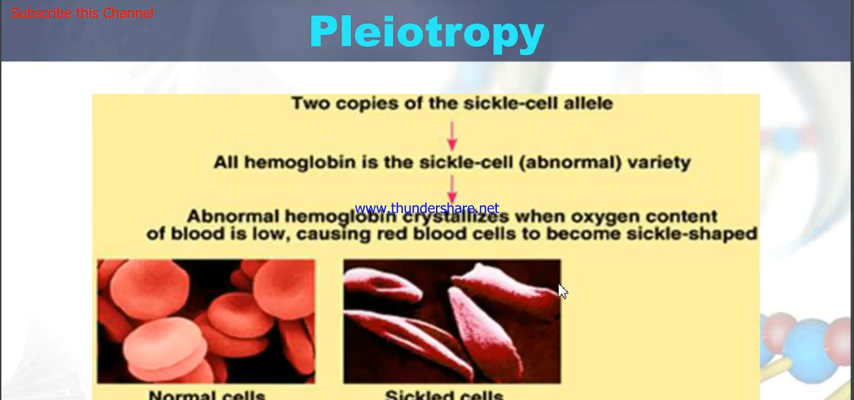 Subscribe this Channel
Pleiotropy
Two copies of the sickle-cell allele
All hemoglobin is the sickle-cell (abnormal) variety
www.thundershare.net
Abnormal hemoglobin crystallizes when oxygen content
of blood is low, causing red blood cells to become sickle-shaped
Normal cells
Sickled cells